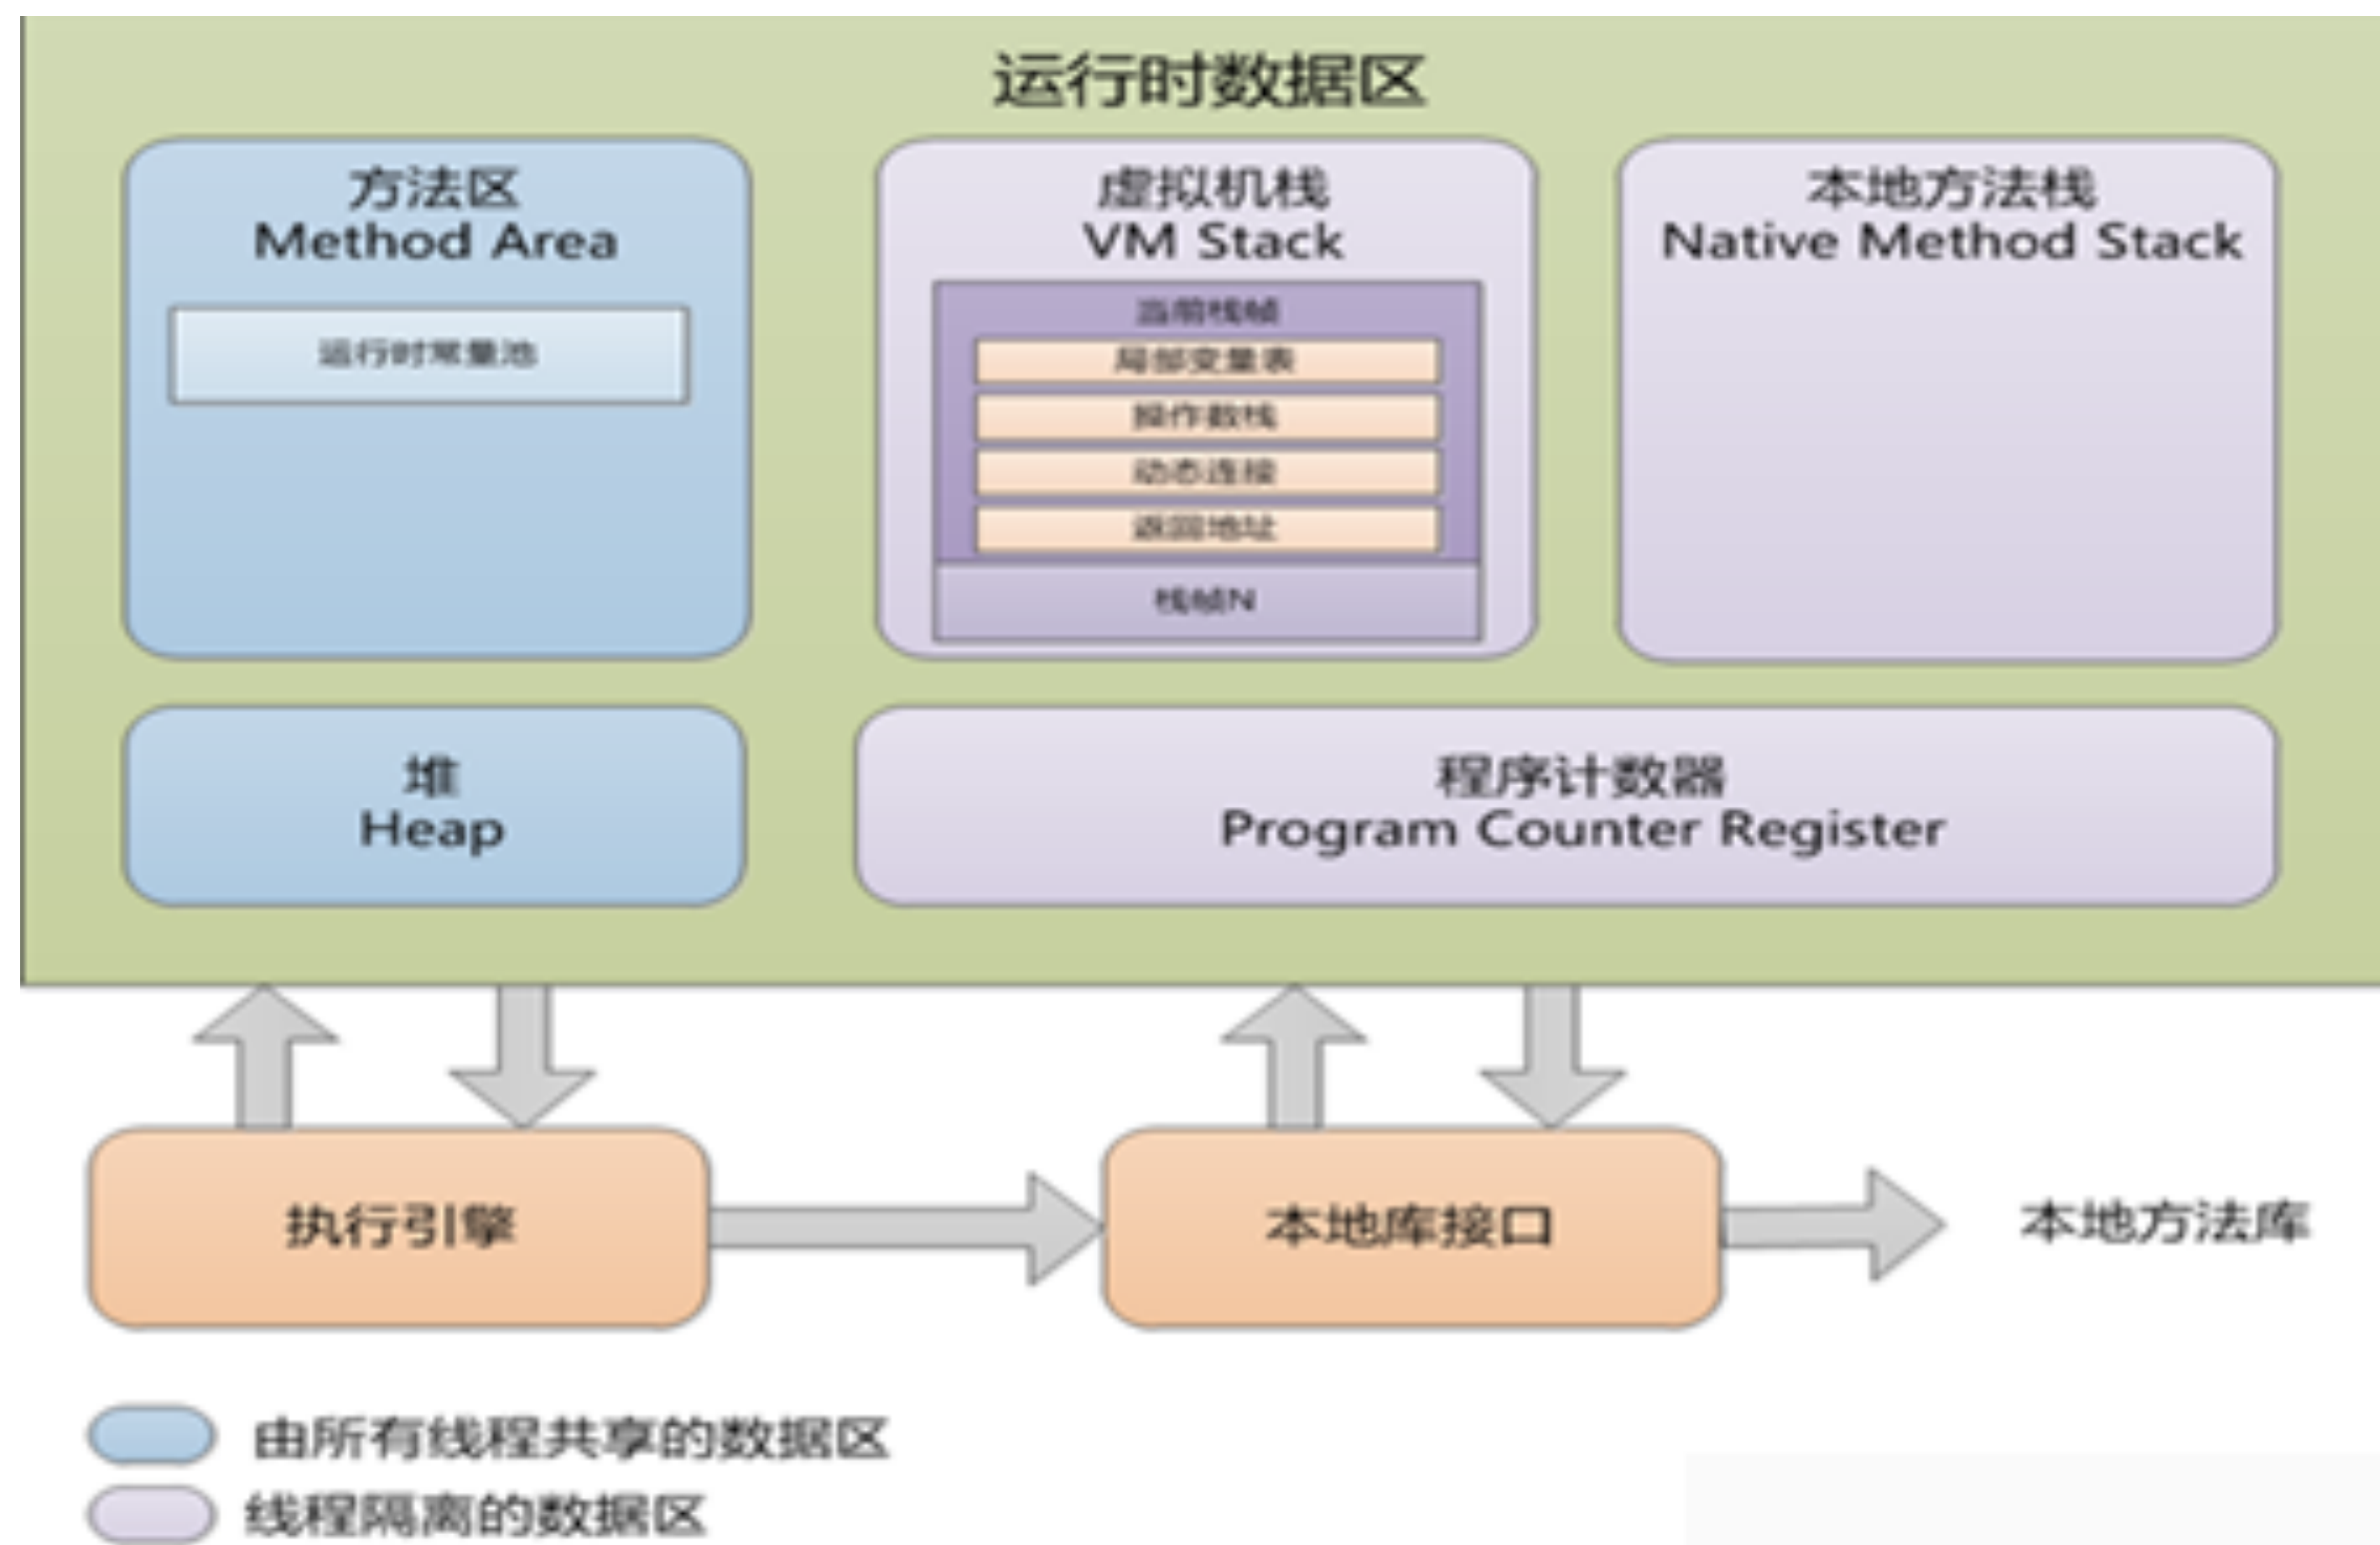 运行时数据区
方法区
Method Area
运行时常量池
虚拟机栈
VM Stack
当前栈帧
局部变量表
操作数栈
动态连接
返回地址
栈帧N
本地方法栈
Native Method Stack
堆
Heap
程序计数器
Program Counter Register
执行引擎
本地库接口
本地方法库
由所有线程共享的数据区
线程隔离的数据区